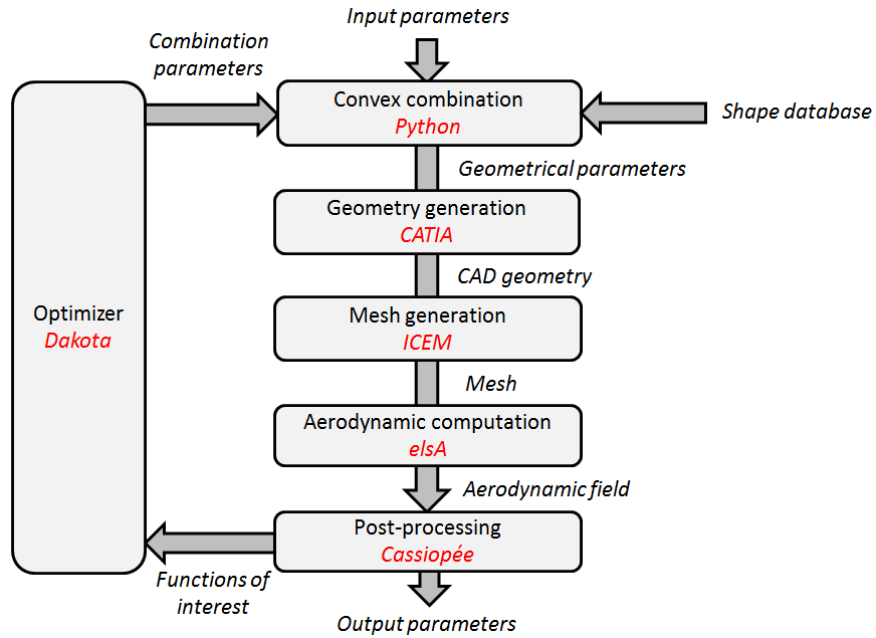 Input parameters
Combination
parameters
Convex combination
Python
Shape database
Geometrical parameters
Geometry generation
CATIA
CAD geometry
Optimizer
Dakota
Mesh generation
ICEM
Mesh
Aerodynamic computation
elsA
Aerodynamic field
Post-processing
Cassiopée
Functions of
interest
Output parameters